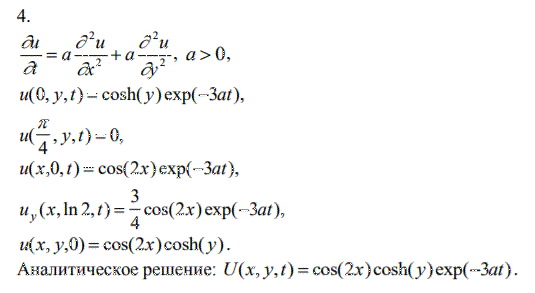 4.
∂u/∂t = a ∂²u/∂x² + a ∂²u/∂y², a > 0,
u(0, y, t) = cosh(y) exp(−3at),
u(π/4, y, t) = 0,
u(x,0,t) = cos(2x) exp(−3at),
u_y(x, ln 2, t) = 3/4 cos(2x) exp(−3at),
u(x, y,0) = cos(2x) cosh(y).
Аналитическое решение: U(x, y, t) = cos(2x) cosh(y) exp(−3at).